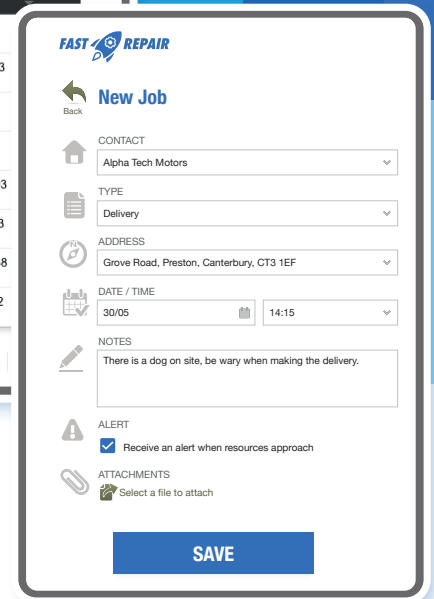 FAST REPAIR
Back
New Job
CONTACT
Alpha Tech Motors
TYPE
Delivery
ADDRESS
Grove Road, Preston, Canterbury, CT3 1EF
DATE / TIME
30/05 14:15
NOTES
There is a dog on site, be wary when making the delivery.
ALERT
Receive an alert when resources approach
ATTACHMENTS
Select a file to attach
SAVE